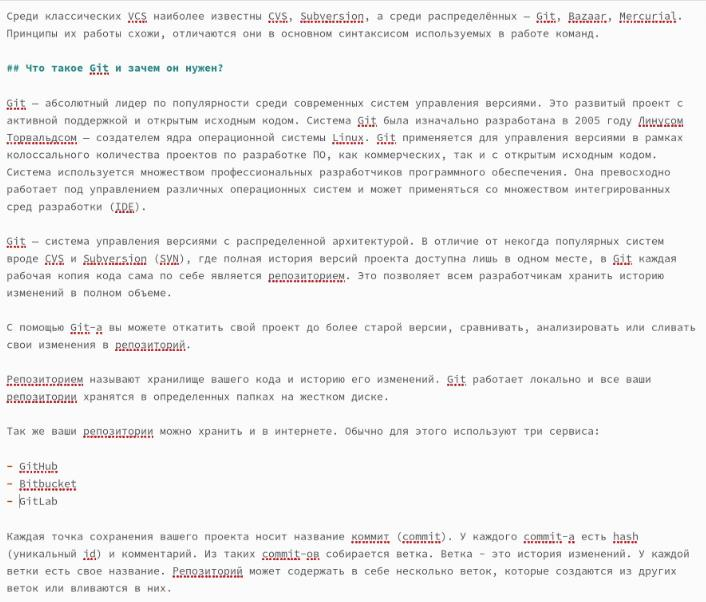 Среди классических VCS наиболее известны CVS, Subversion, а среди распределённых — Git, Bazaar, Mercurial.
Принципы их работы схожи, отличаются они в основном синтаксисом используемых в работе команд.
## Что такое Git и зачем он нужен?
Git — абсолютный лидер по популярности среди современных систем управления версиями. Это развитый проект с
активной поддержкой и открытым исходным кодом. Система Git была изначально разработана в 2005 году Линусом
Торвальдсом — создателем ядра операционной системы Linux. Git применяется для управления версиями в рамках
колоссального количества проектов по разработке ПО, как коммерческих, так и с открытым исходным кодом.
Система используется множеством профессиональных разработчиков программного обеспечения. Она превосходно
работает под управлением различных операционных систем и может применяться со множеством интегрированных
сред разработки (IDE).
Git — система управления версиями с распределенной архитектурой. В отличие от некогда популярных систем
вроде CVS и Subversion (SVN), где полная история версий проекта доступна лишь в одном месте, в Git каждая
рабочая копия кода сама по себе является репозиторием. Это позволяет всем разработчикам хранить историю
изменений в полном объеме.
С помощью Git-a вы можете откатить свой проект до более старой версии, сравнивать, анализировать или сливать
свои изменения в репозиторий.
Репозиторием называют хранилище вашего кода и историю его изменений. Git работает локально и все ваши
репозитории хранятся в определенных папках на жестком диске.
Так же ваши репозитории можно хранить и в интернете. Обычно для этого используют три сервиса:
- GitHub
- Bitbucket
- GitLab
Каждая точка сохранения вашего проекта носит название коммит (commit). У каждого commit-a есть hash
(уникальный id) и комментарий. Из таких commit-ов собирается ветка. Ветка - это история изменений. У каждой
ветки есть свое название. Репозиторий может содержать в себе несколько веток, которые создаются из других
веток или вливаются в них.